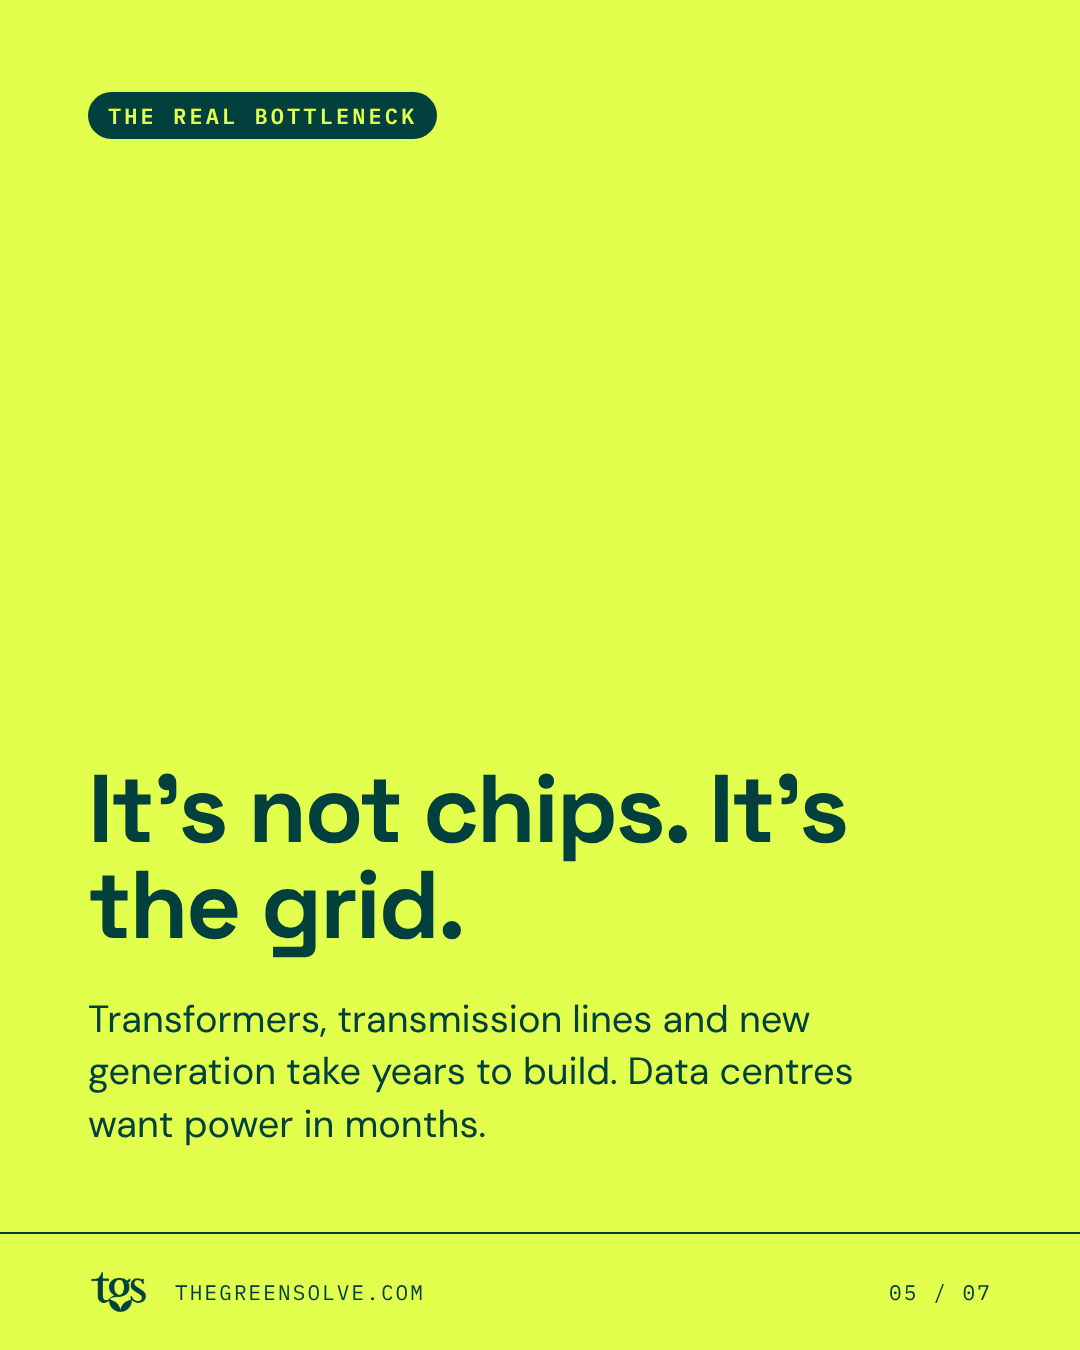 THE REAL BOTTLENECK
It’s not chips. It’s
the grid.
Transformers, transmission lines and new
generation take years to build. Data centres
want power in months.
tgs THEGREENSOLVE.COM 05 / 07